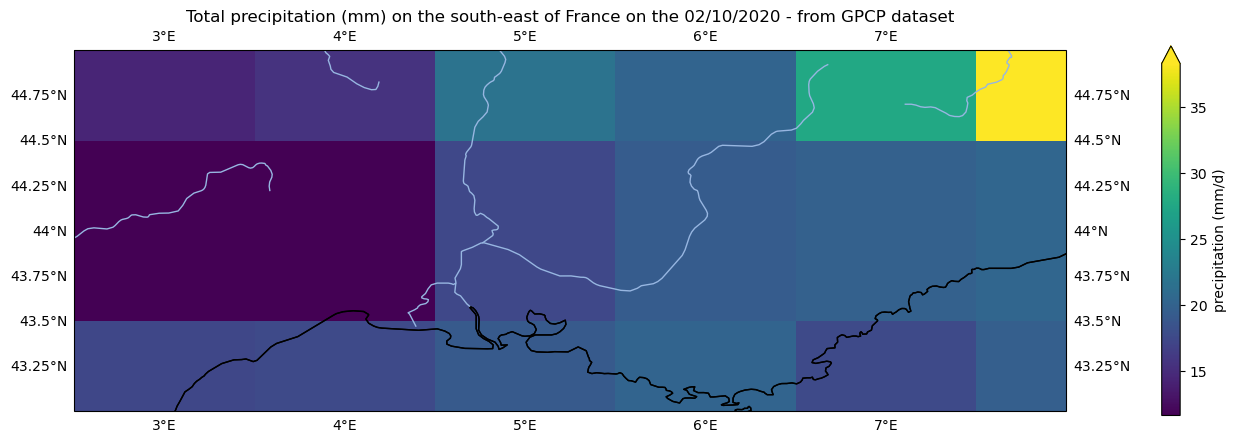 Total precipitation (mm) on the south-east of France on the 02/10/2020 - from GPCP dataset
3°E 4°E 5°E 6°E 7°E
44.75°N 44.75°N
44.5°N 44.5°N
44.25°N 44.25°N
44°N 44°N
43.75°N 43.75°N
43.5°N 43.5°N
43.25°N 43.25°N
3°E 4°E 5°E 6°E 7°E
35
30
25
20
15
precipitation (mm/d)